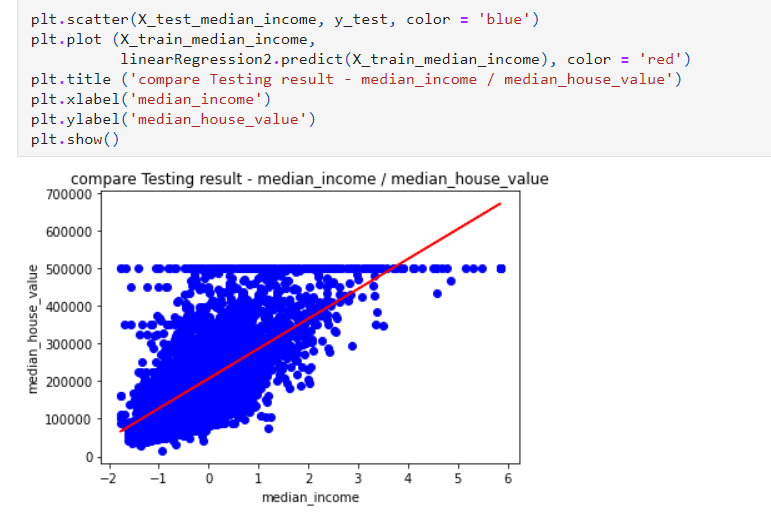 plt.scatter(X_test_median_income, y_test, color = 'blue')
plt.plot (X_train_median_income,
linearRegression2.predict(X_train_median_income), color = 'red')
plt.title ('compare Testing result - median_income / median_house_value')
plt.xlabel('median_income')
plt.ylabel('median_house_value')
plt.show()
compare Testing result - median_income / median_house_value
700000
600000
500000
400000
300000
200000
100000
0
median_house_value
−2 −1 0 1 2 3 4 5 6
median_income